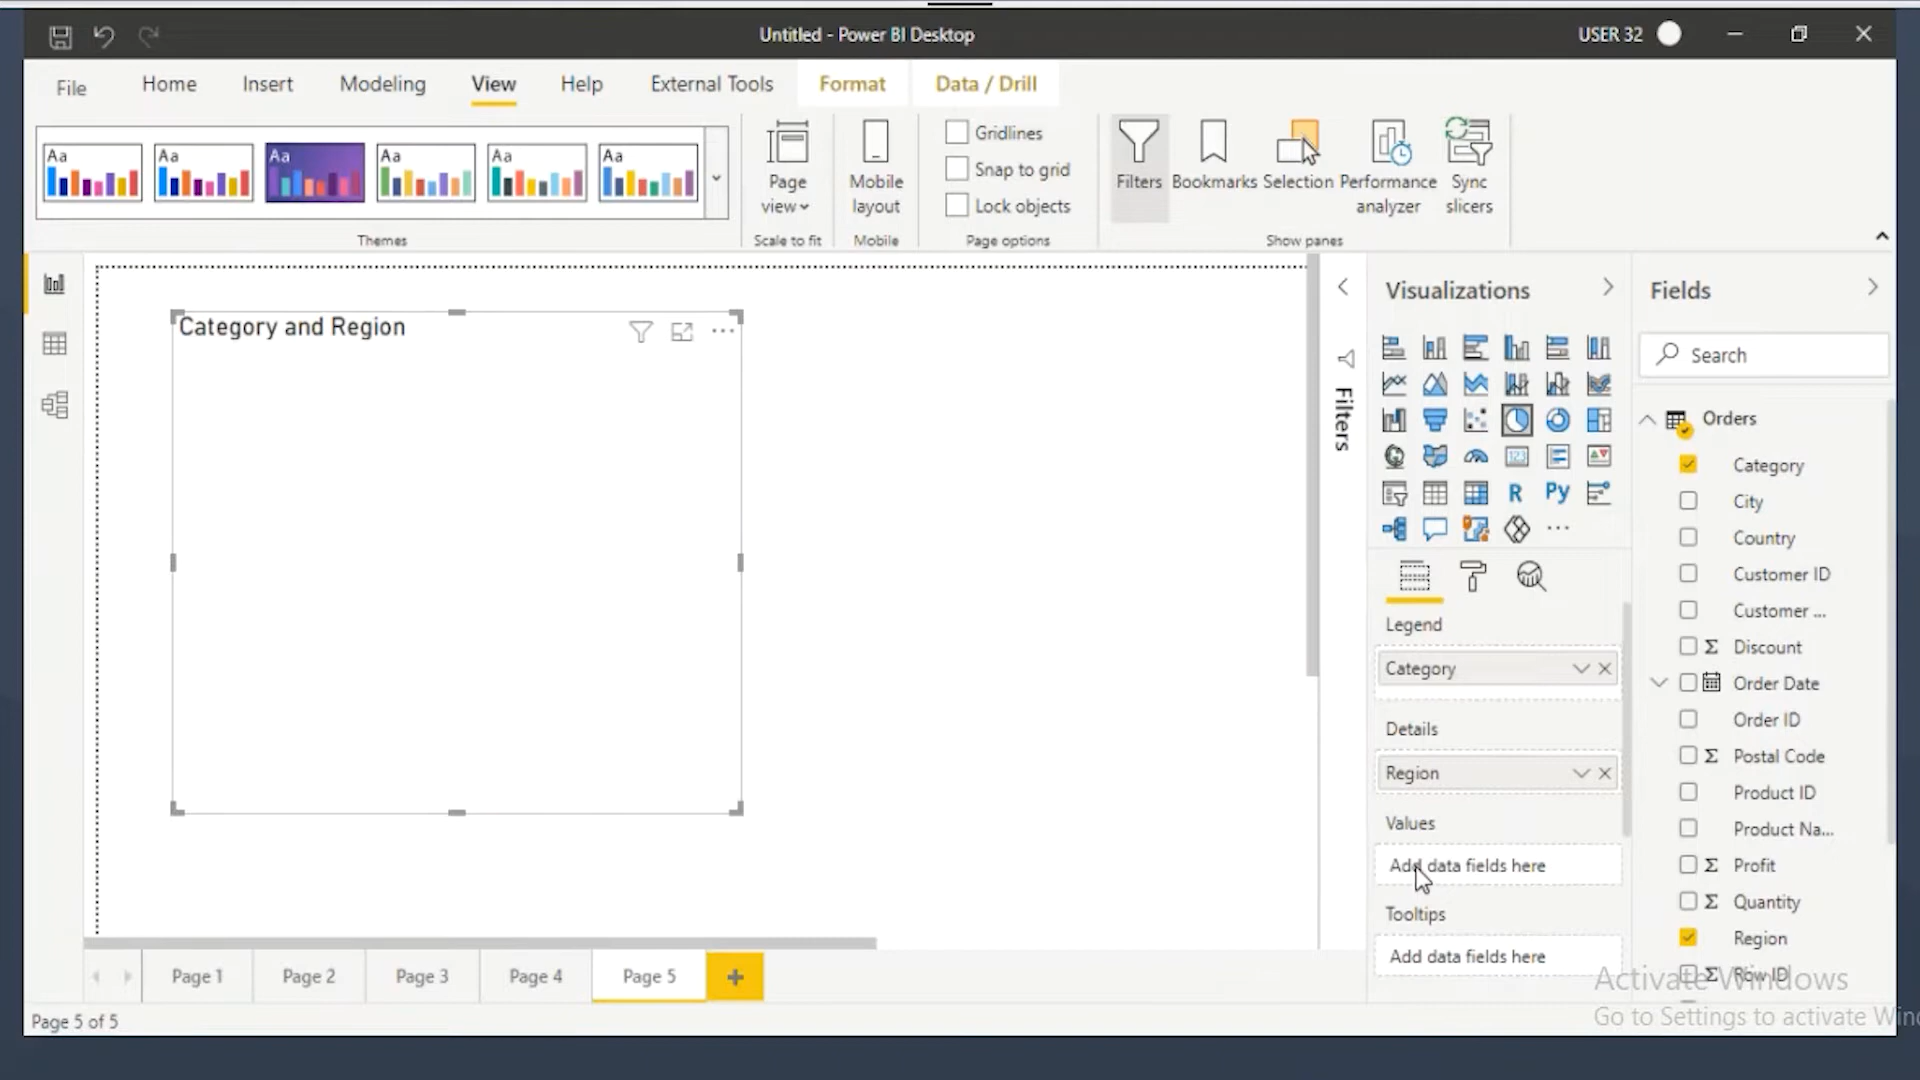 Untitled - Power BI Desktop
USER 32
File
Home
Insert
Modeling
View
Help
External Tools
Format
Data / Drill
Aa
Aa
Aa
Aa
Aa
Aa
Themes
Page
view
Scale to fit
Mobile
layout
Mobile
Gridlines
Snap to grid
Lock objects
Page options
Filters
Bookmarks
Selection
Performance
analyzer
Sync
slicers
Show panes
Category and Region
Filters
Visualizations
R
Py
123
Legend
Category
Details
Region
Values
Add data fields here
Tooltips
Add data fields here
Fields
Search
Orders
Category
City
Country
Customer ID
Customer ...
Σ Discount
Order Date
Order ID
Σ Postal Code
Product ID
Product Na...
Σ Profit
Σ Quantity
Region
Σ Row ID
Page 1
Page 2
Page 3
Page 4
Page 5
Page 5 of 5
Activate Windows
Go to Settings to activate Win